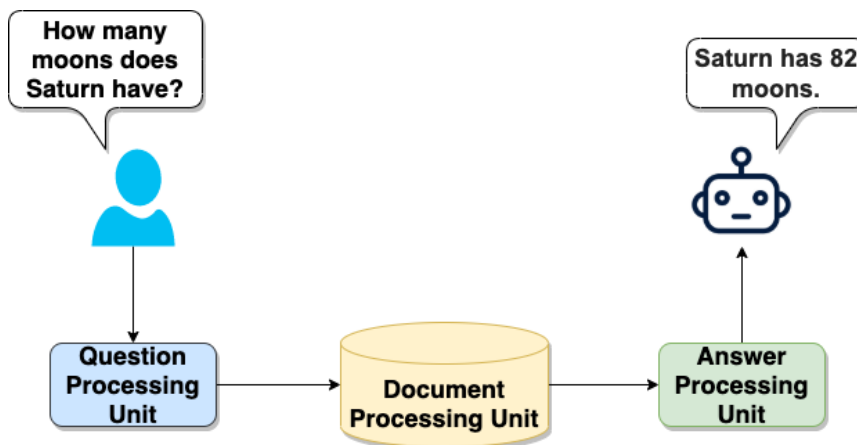 How many
moons does
Saturn have?
Saturn has 82
moons.
Question
Processing
Unit
Document
Processing Unit
Answer
Processing
Unit